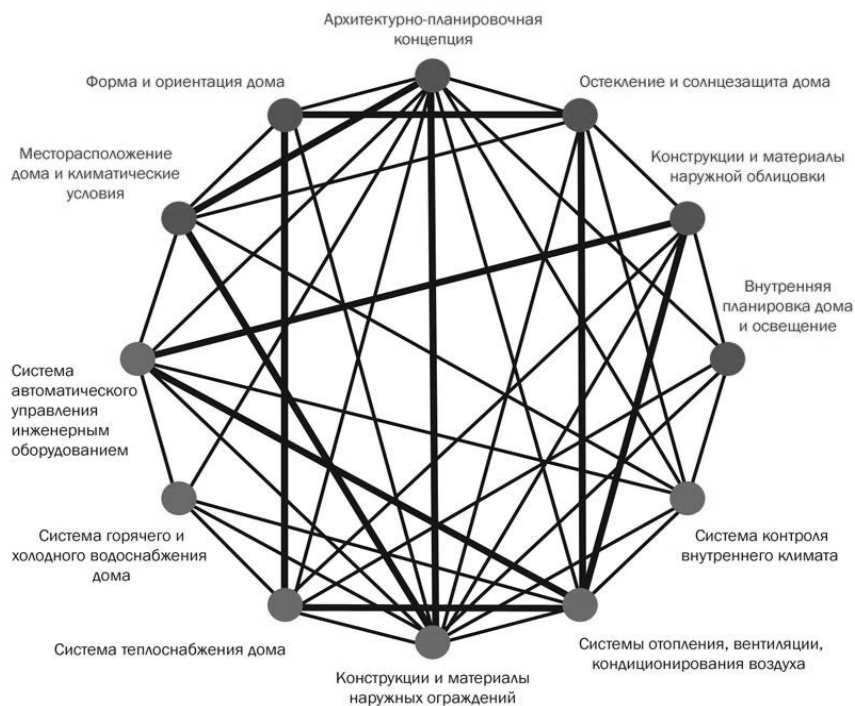 Архитектурно-планировочная
концепция
Форма и ориентация дома
Остекление и солнцезащита дома
Месторасположение
дома и климатические
условия
Конструкции и материалы
наружной облицовки
Внутренняя
планировка дома
и освещение
Система
автоматического
управления
инженерным
оборудованием
Система горячего и
холодного водоснабжения
дома
Система контроля
внутреннего климата
Система теплоснабжения дома
Конструкции и материалы
наружных ограждений
Системы отопления, вентиляции,
кондиционирования воздуха